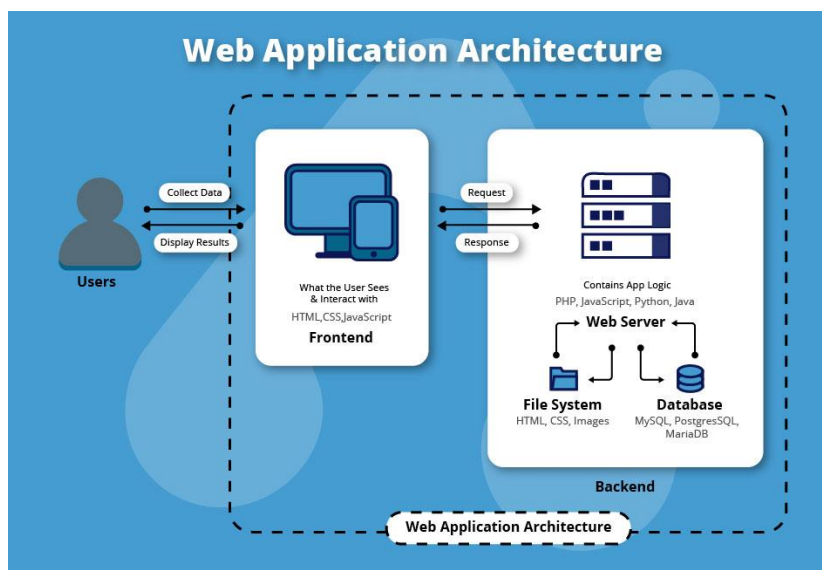 Web Application Architecture
Collect Data
Display Results
Users
What the User Sees
& Interact with
HTML,CSS,JavaScript
Frontend
Request
Response
Contains App Logic
PHP, JavaScript, Python, Java
Web Server
File System
HTML, CSS, Images
Database
MySQL, PostgresSQL,
MariaDB
Backend
Web Application Architecture